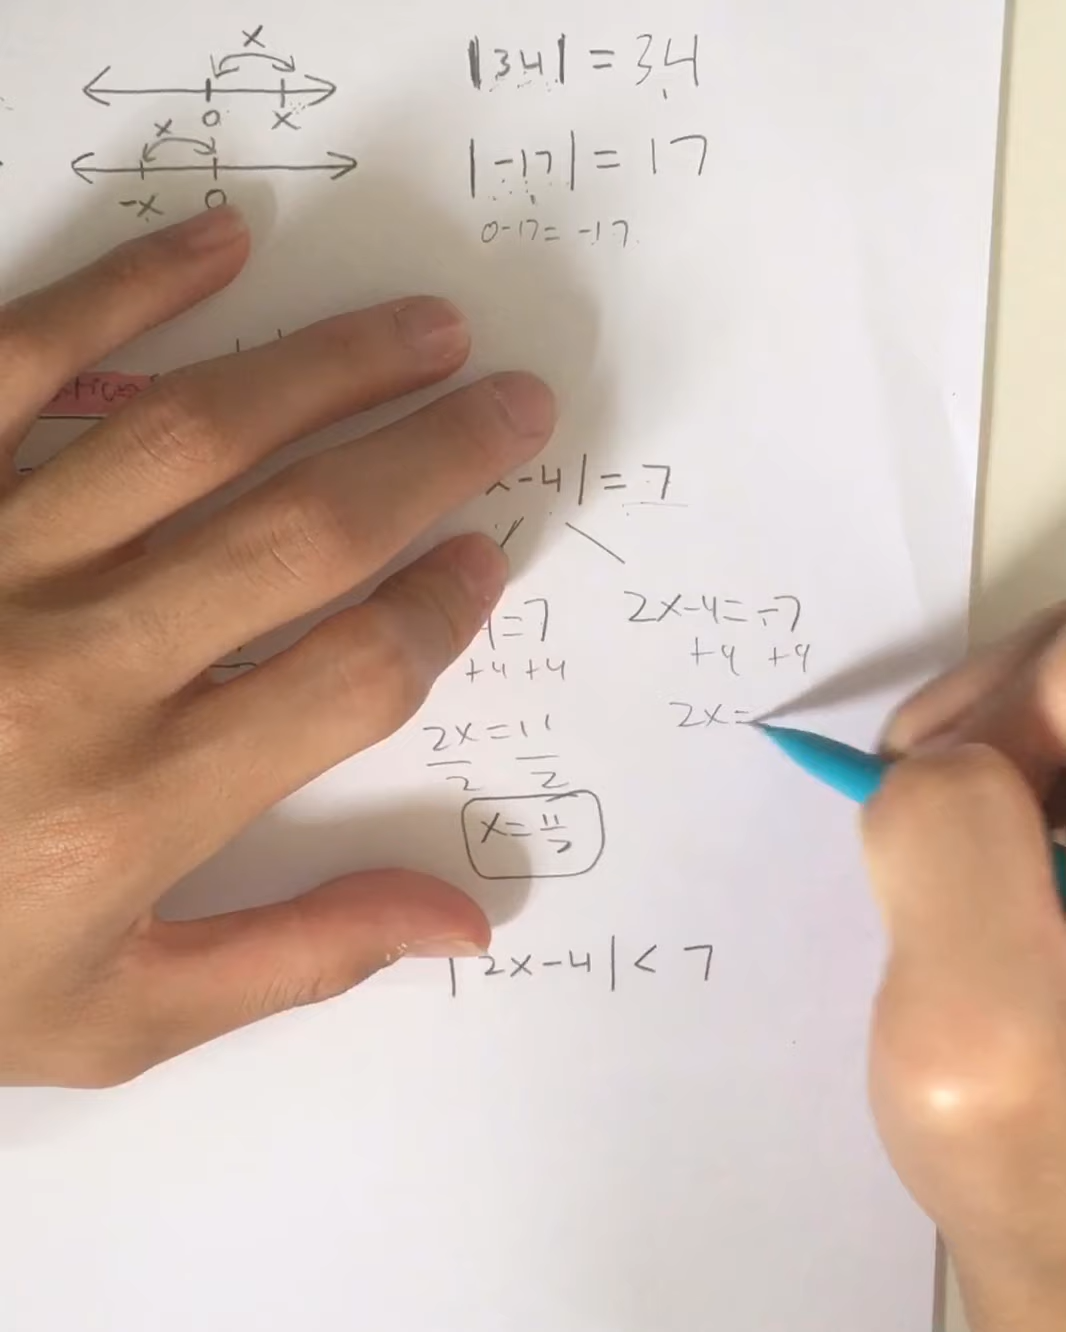 x
0 x
x
-x 0
|34| = 34
|-17| = 17
0-17= -17
x-4| = 7
=7
+4 +4
2x=11
2 2
x=11/2
2x-4=-7
+4 +4
2x=
|2x-4| < 7